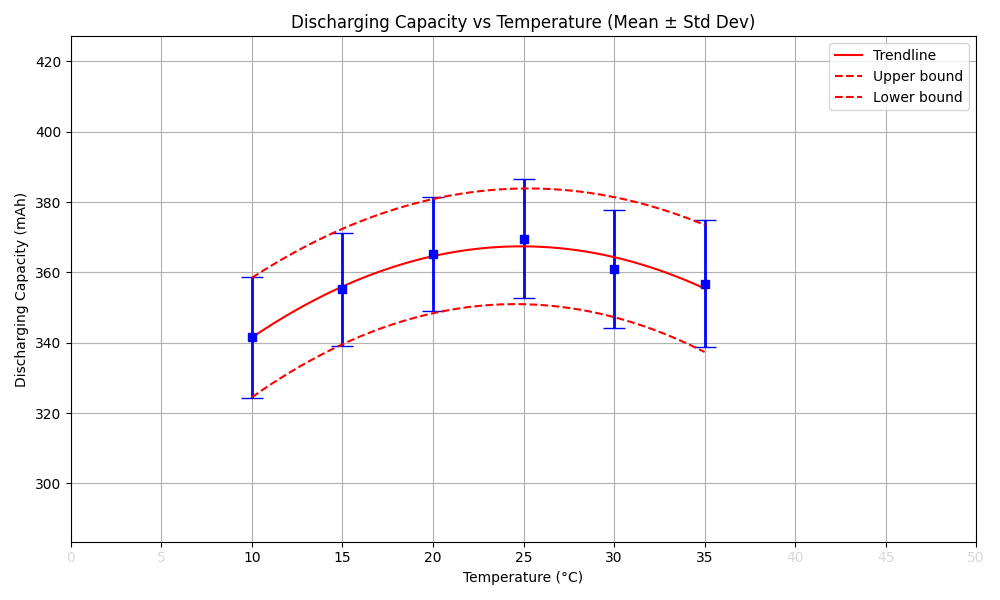 Discharging Capacity vs Temperature (Mean ± Std Dev)
Trendline
Upper bound
Lower bound
Discharging Capacity (mAh)
420
400
380
360
340
320
300
0 5 10 15 20 25 30 35 40 45 50
Temperature (°C)